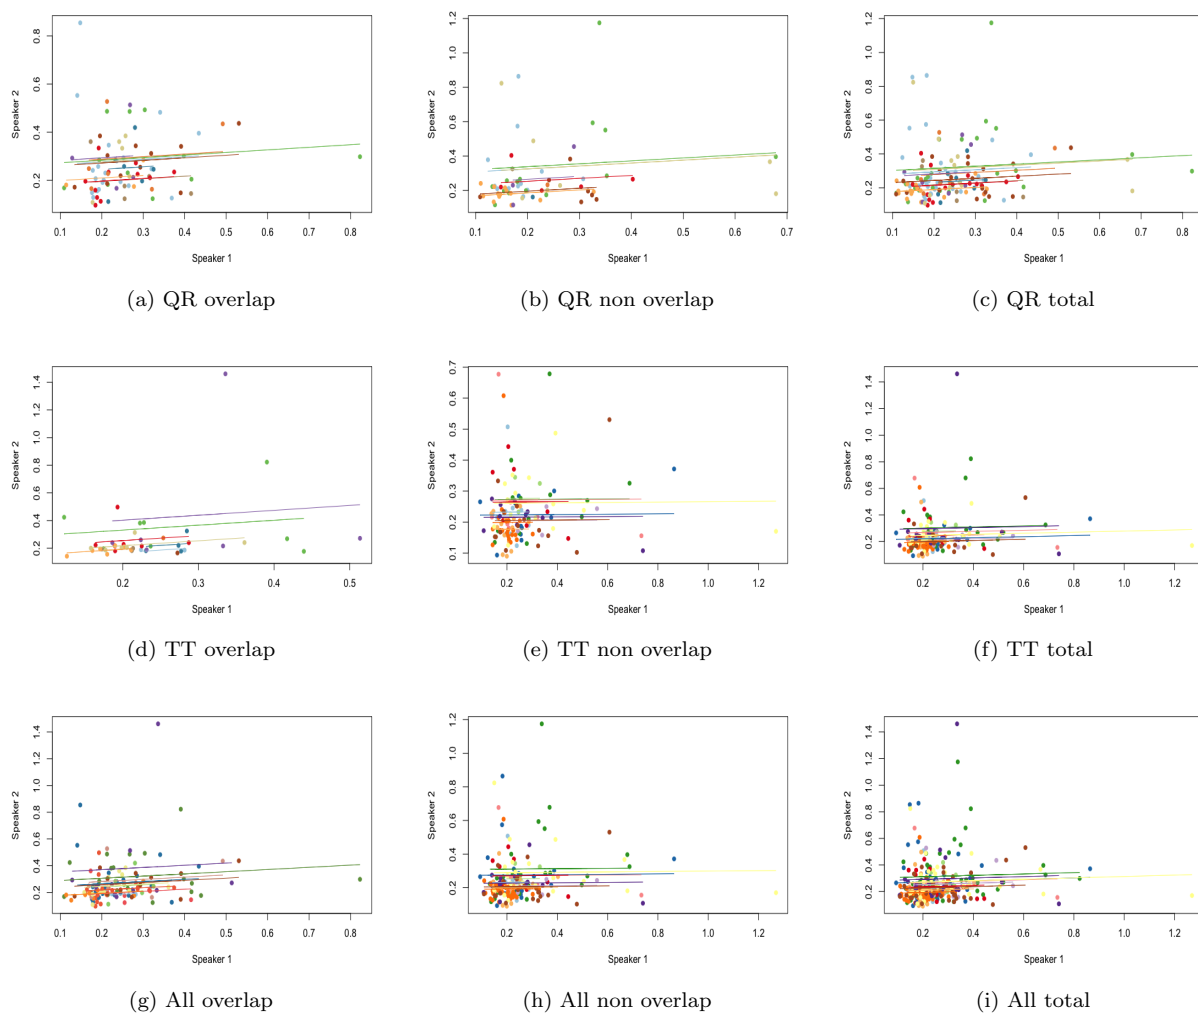 0.2 0.4 0.6 0.8
Speaker 2
0.1 0.2 0.3 0.4 0.5 0.6 0.7 0.8
Speaker 1
(a) QR overlap
0.2 0.4 0.6 0.8 1.0 1.2
Speaker 2
0.1 0.2 0.3 0.4 0.5 0.6 0.7
Speaker 1
(b) QR non overlap
0.2 0.4 0.6 0.8 1.0 1.2
Speaker 2
0.1 0.2 0.3 0.4 0.5 0.6 0.7 0.8
Speaker 1
(c) QR total
0.2 0.4 0.6 0.8 1.0 1.2 1.4
Speaker 2
0.2 0.3 0.4 0.5
Speaker 1
(d) TT overlap
0.1 0.2 0.3 0.4 0.5 0.6 0.7
Speaker 2
0.2 0.4 0.6 0.8 1.0 1.2
Speaker 1
(e) TT non overlap
0.2 0.4 0.6 0.8 1.0 1.2 1.4
Speaker 2
0.2 0.4 0.6 0.8 1.0 1.2
Speaker 1
(f) TT total
0.2 0.4 0.6 0.8 1.0 1.2 1.4
Speaker 2
0.1 0.2 0.3 0.4 0.5 0.6 0.7 0.8
Speaker 1
(g) All overlap
0.2 0.4 0.6 0.8 1.0 1.2
Speaker 2
0.2 0.4 0.6 0.8 1.0 1.2
Speaker 1
(h) All non overlap
0.2 0.4 0.6 0.8 1.0 1.2 1.4
Speaker 2
0.2 0.4 0.6 0.8 1.0 1.2
Speaker 1
(i) All total